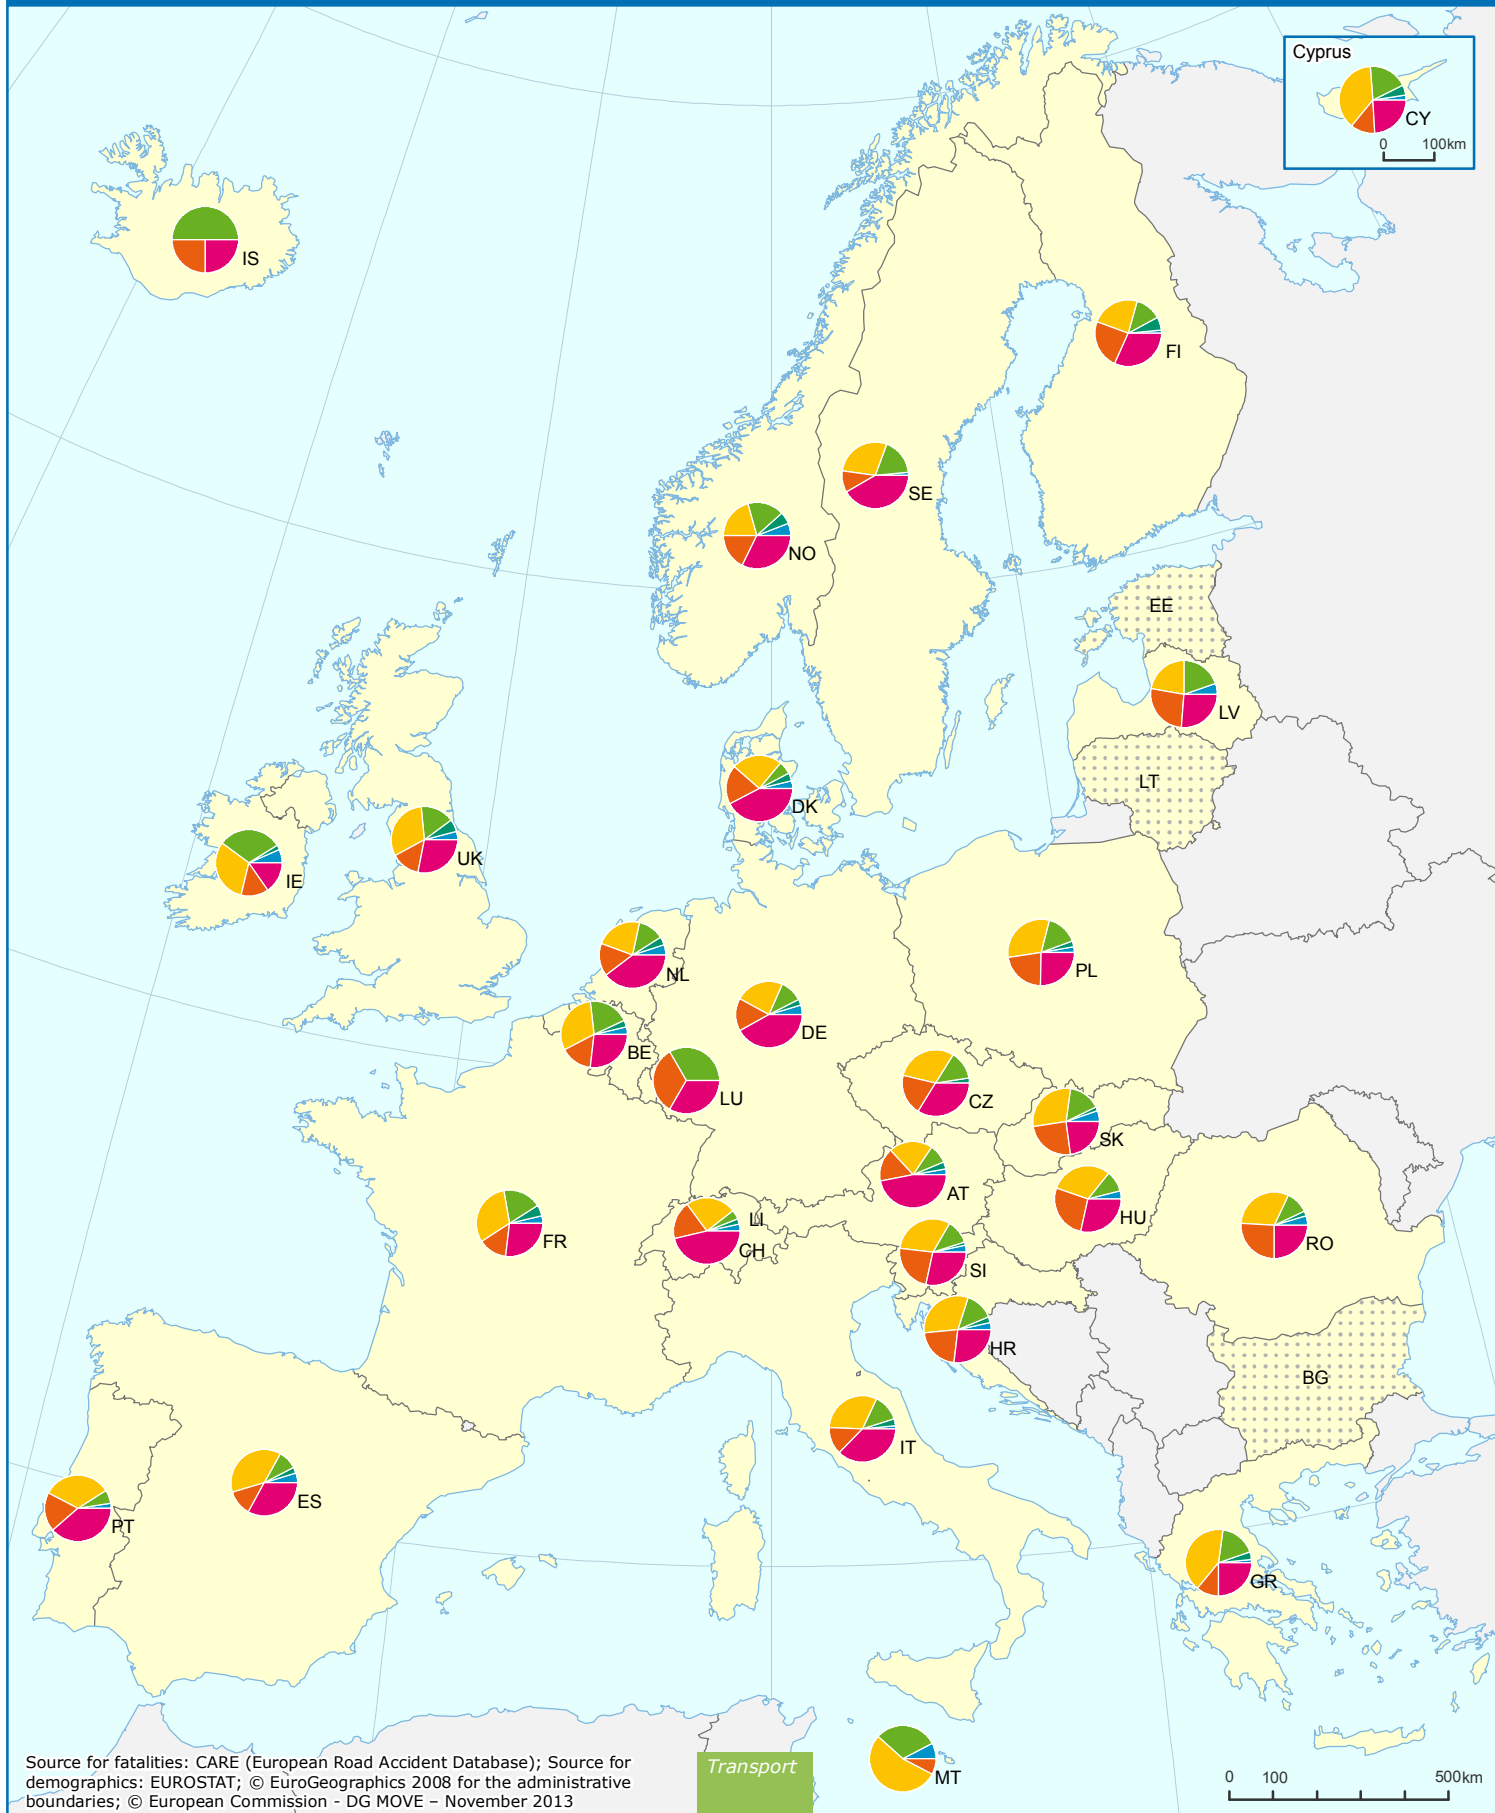 Cyprus
CY
0 100km
IS
FI
SE
NO
EE
LV
LT
DK
UK
IE
NL
PL
DE
BE
LU
CZ
SK
AT
HU
LI
CH
FR
RO
SI
HR
BG
IT
ES
PT
GR
MT
Source for fatalities: CARE (European Road Accident Database); Source for
demographics: EUROSTAT; © EuroGeographics 2008 for the administrative
boundaries; © European Commission - DG MOVE – November 2013
Transport
0 100 500km